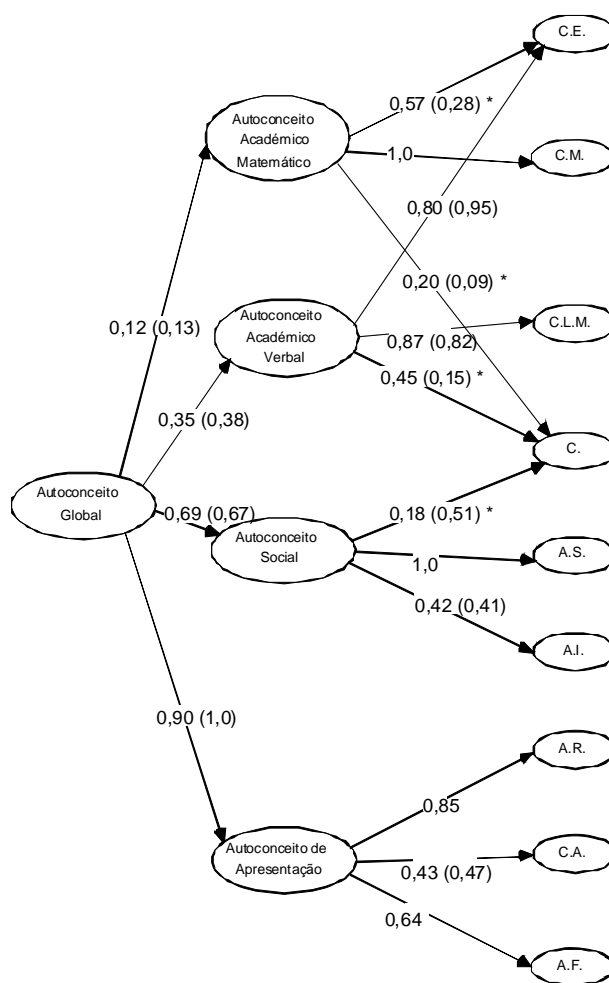 C.E.
0,57 (0,28) *
Autoconceito
Académico
Matemático
1,0
C.M.
0,80 (0,95)
0,20 (0,09) *
0,12 (0,13)
Autoconceito
Académico
Verbal
C.L.M.
0,87 (0,82)
0,45 (0,15) *
0,35 (0,38)
C.
Autoconceito
Global
0,69 (0,67)
0,18 (0,51) *
Autoconceito
Social
A.S.
1,0
0,42 (0,41)
A.I.
0,90 (1,0)
A.R.
0,85
Autoconceito de
Apresentação
C.A.
0,43 (0,47)
0,64
A.F.